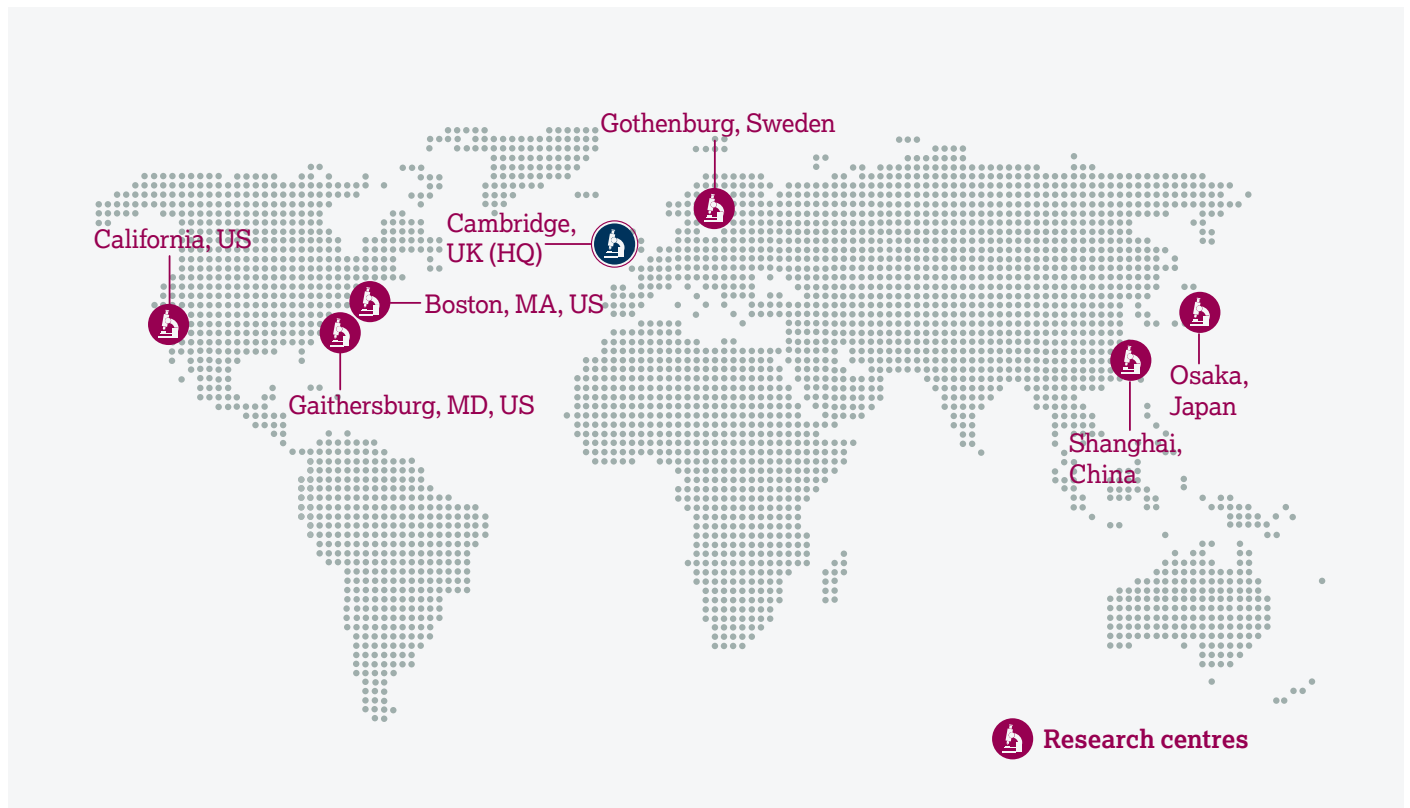 Gothenburg, Sweden
Cambridge,
UK (HQ)
California, US
Boston, MA, US
Gaithersburg, MD, US
Osaka,
Japan
Shanghai,
China
Research centres